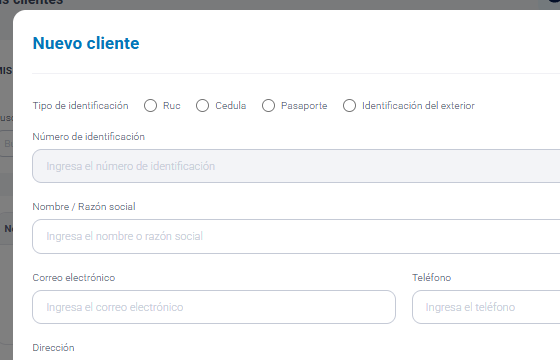 s clientes
Nuevo cliente
Tipo de identificación Ruc Cedula Pasaporte Identificación del exterior
Número de identificación
Ingresa el número de identificación
Nombre / Razón social
Ingresa el nombre o razón social
Correo electrónico Teléfono
Ingresa el correo electrónico Ingresa el teléfono
Dirección